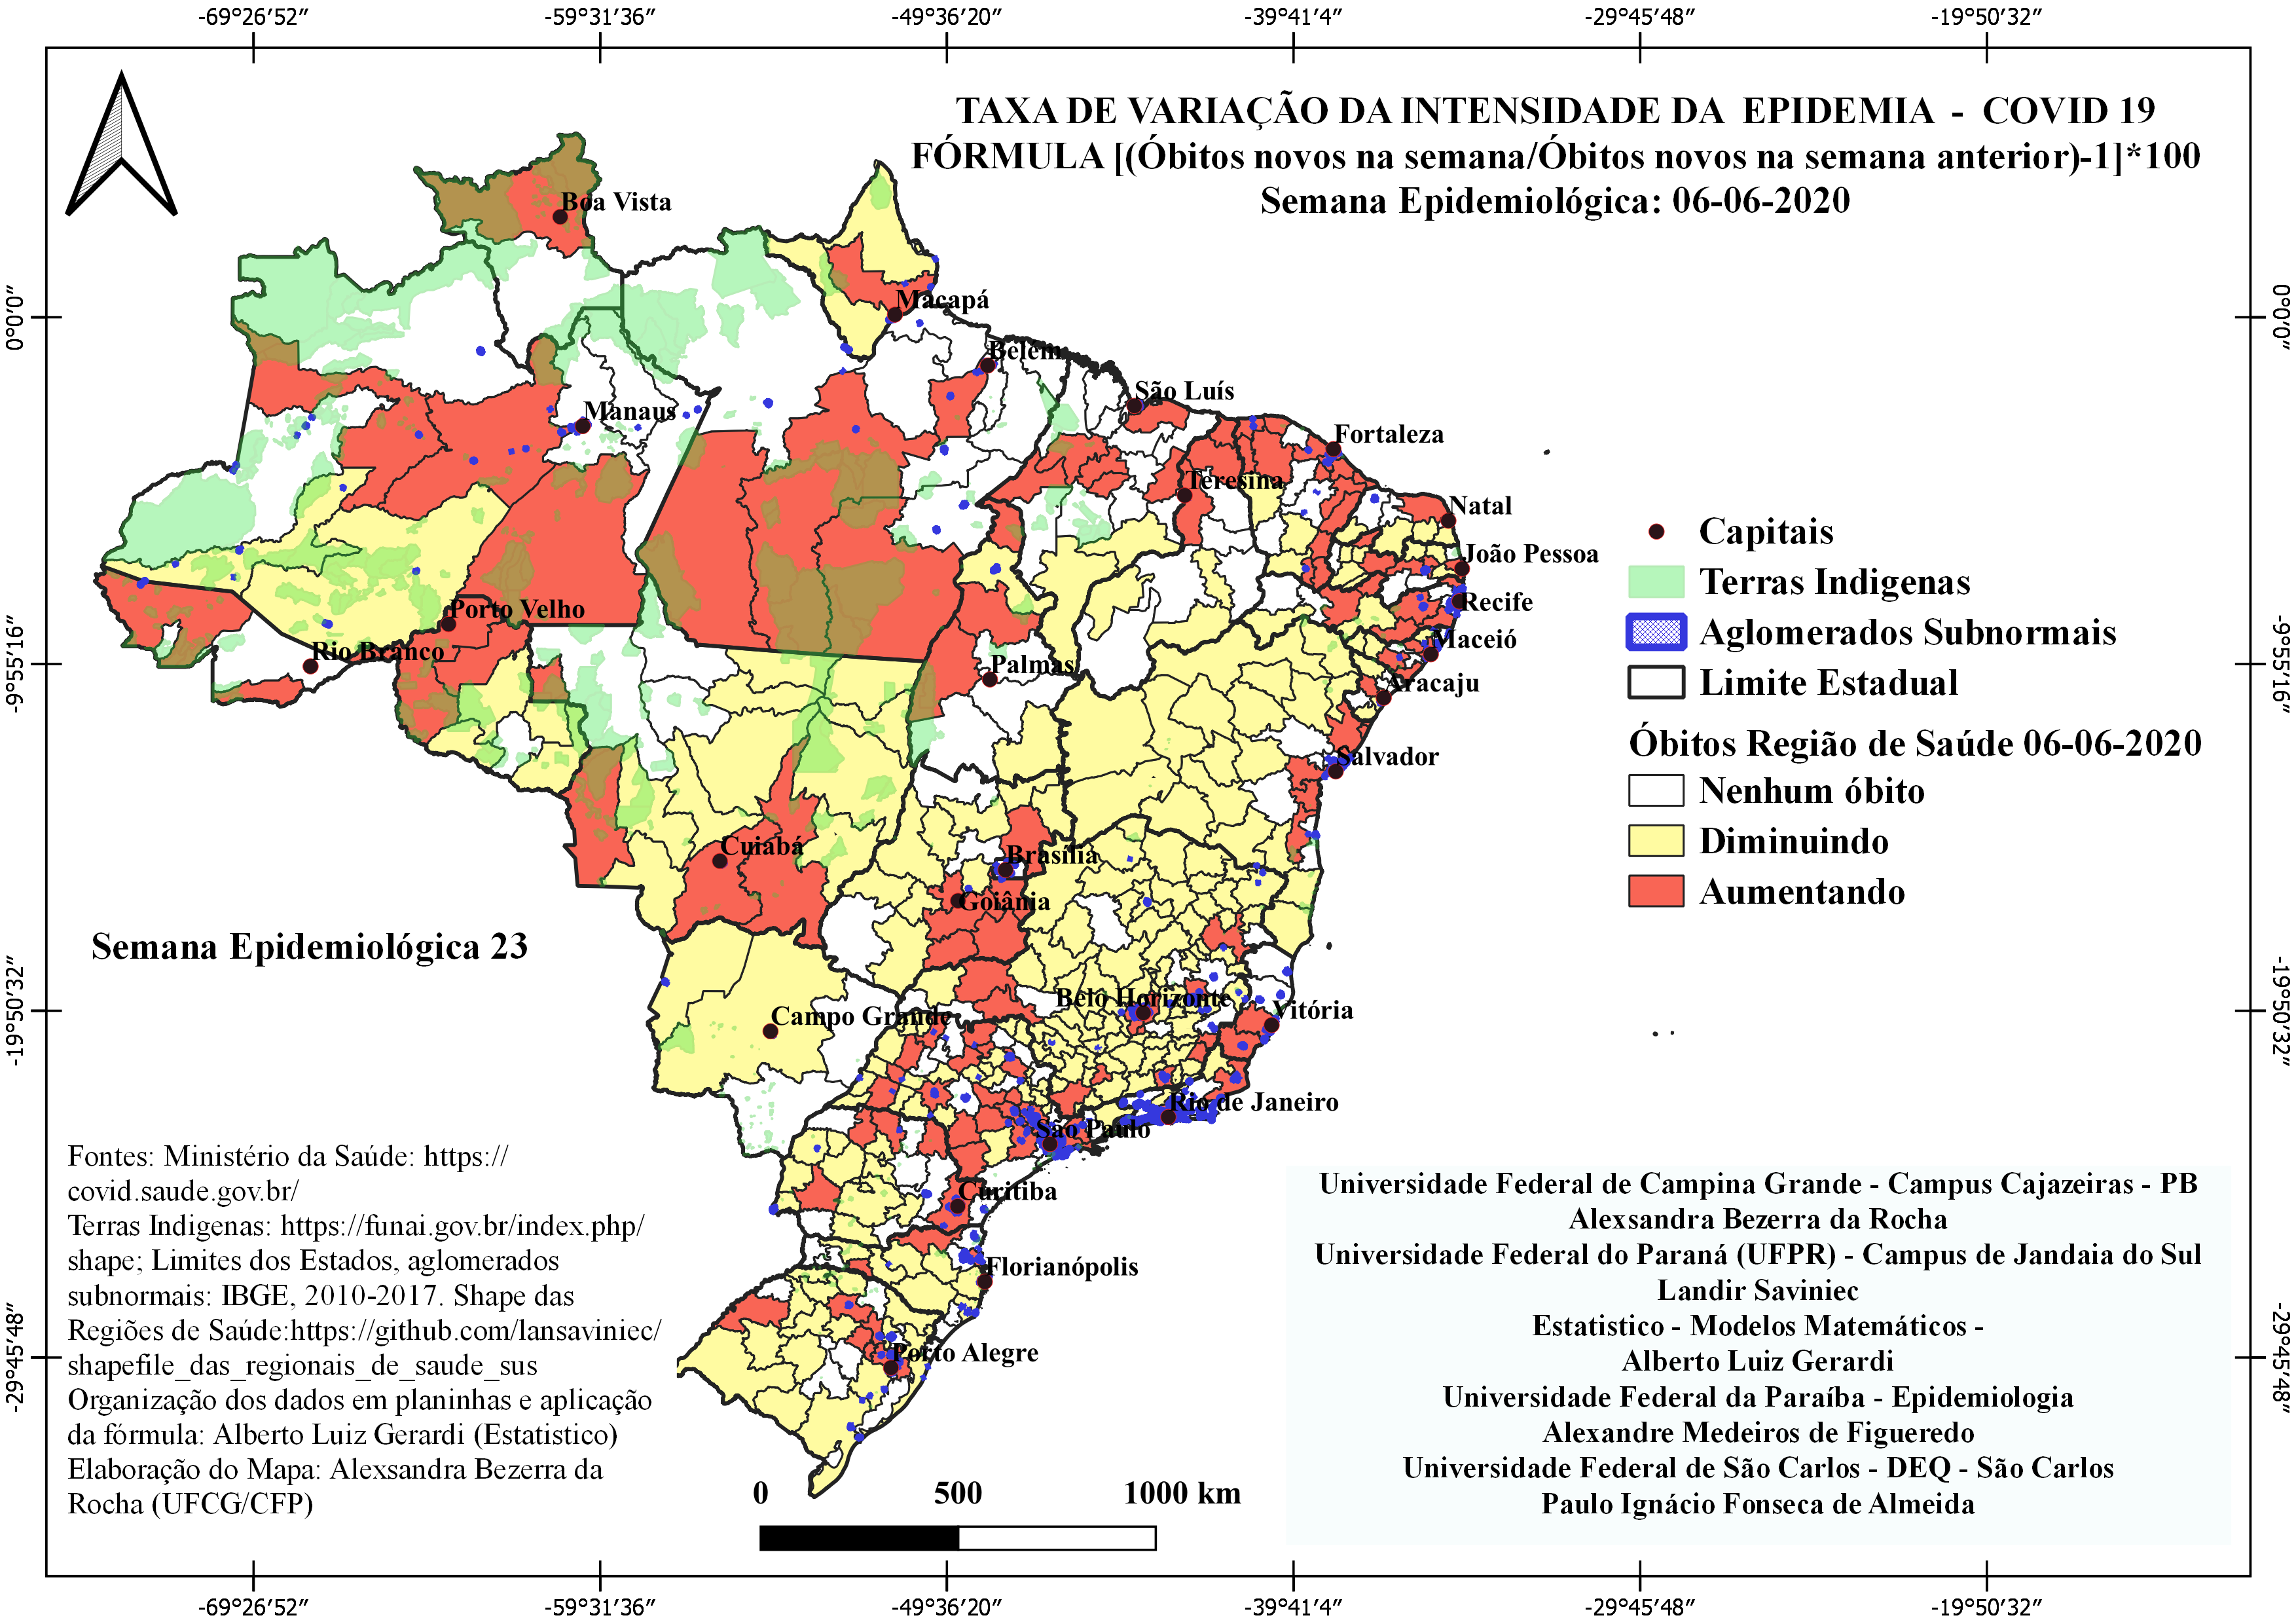 -69°26′52″ -59°31′36″ -49°36′20″ -39°41′4″ -29°45′48″ -19°50′32″
TAXA DE VARIAÇÃO DA INTENSIDADE DA EPIDEMIA - COVID 19
FÓRMULA [(Óbitos novos na semana/Óbitos novos na semana anterior)-1]*100
Semana Epidemiológica: 06-06-2020
Boa Vista
Macapá
0°0′0″
0°0′0″
Belém
São Luís
Manaus
Fortaleza
Teresina
Natal
João Pessoa
Porto Velho
Recife
Maceió
Rio Branco
Palmas
Aracaju
-9°55′16″
-9°55′16″
Salvador
Cuiabá
Brasília
Goiânia
Belo Horizonte
Vitória
Campo Grande
-19°50′32″
-19°50′32″
Rio de Janeiro
São Paulo
Curitiba
Florianópolis
Porto Alegre
-29°45′48″
-29°45′48″
Capitais
Terras Indigenas
Aglomerados Subnormais
Limite Estadual
Óbitos Região de Saúde 06-06-2020
Nenhum óbito
Diminuindo
Aumentando
Semana Epidemiológica 23
Fontes: Ministério da Saúde: https://
covid.saude.gov.br/
Terras Indigenas: https://funai.gov.br/index.php/
shape; Limites dos Estados, aglomerados
subnormais: IBGE, 2010-2017. Shape das
Regiões de Saúde:https://github.com/lansaviniec/
shapefile_das_regionais_de_saude_sus
Organização dos dados em planinhas e aplicação
da fórmula: Alberto Luiz Gerardi (Estatistico)
Elaboração do Mapa: Alexsandra Bezerra da
Rocha (UFCG/CFP)
0 500 1000 km
Universidade Federal de Campina Grande - Campus Cajazeiras - PB
Alexsandra Bezerra da Rocha
Universidade Federal do Paraná (UFPR) - Campus de Jandaia do Sul
Landir Saviniec
Estatistico - Modelos Matemáticos -
Alberto Luiz Gerardi
Universidade Federal da Paraíba - Epidemiologia
Alexandre Medeiros de Figueredo
Universidade Federal de São Carlos - DEQ - São Carlos
Paulo Ignácio Fonseca de Almeida
-69°26′52″ -59°31′36″ -49°36′20″ -39°41′4″ -29°45′48″ -19°50′32″